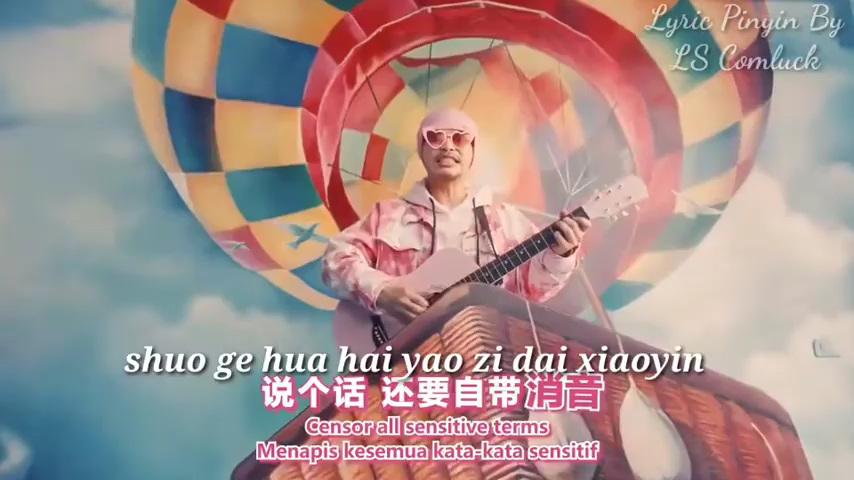 Lyric Pinyin By
LS Comluck
shuo ge hua hai yao zi dai xiaoyin
说个话 还要自带消音
Censor all sensitive terms
Menapis kesemua kata-kata sensitif